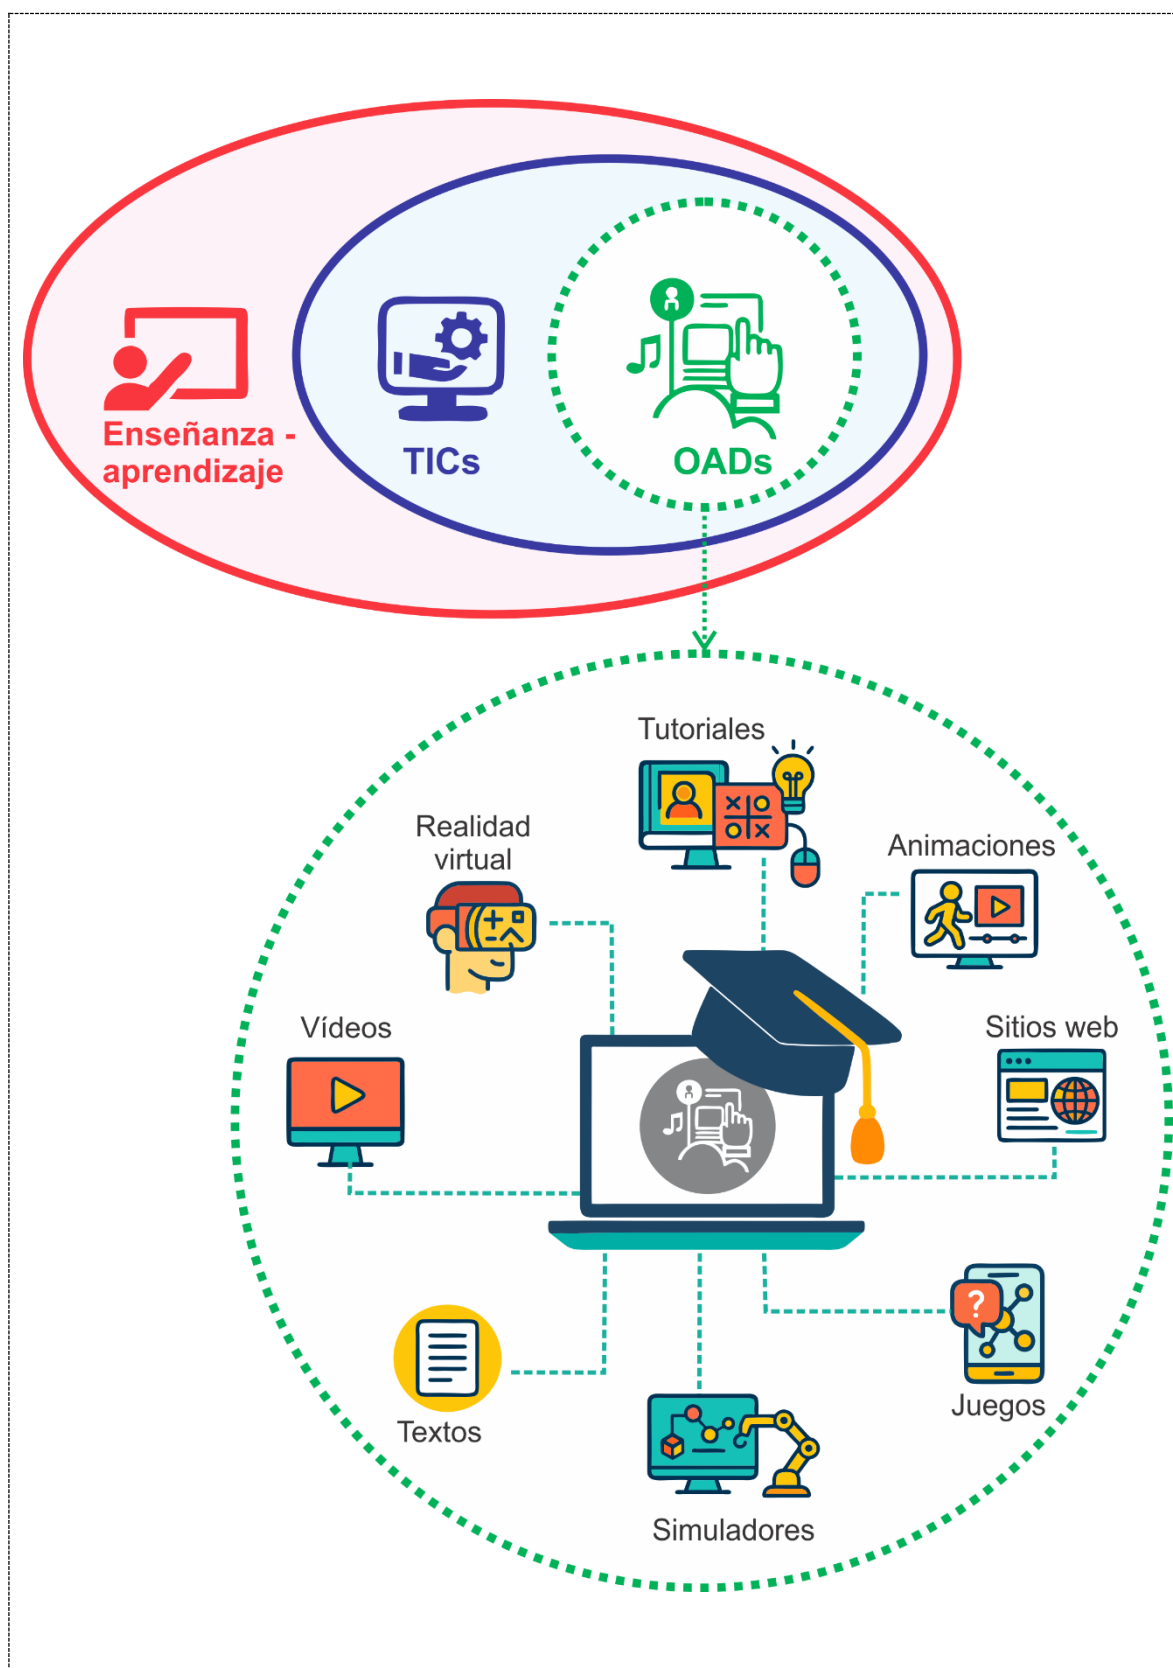 Enseñanza -
aprendizaje
TICs
OADs
Tutoriales
Realidad
virtual
Animaciones
Vídeos
Sitios web
Textos
Juegos
Simuladores